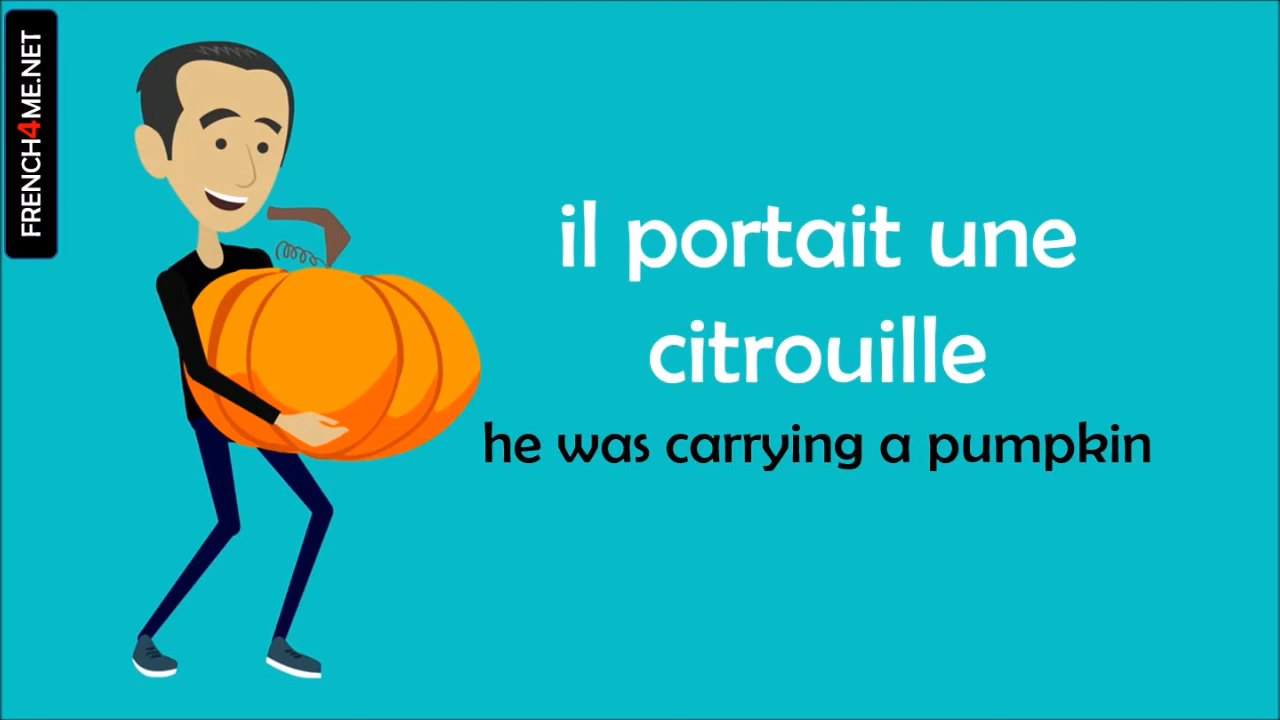 FRENCH4ME.NET
il portait une
citrouille
he was carrying a pumpkin